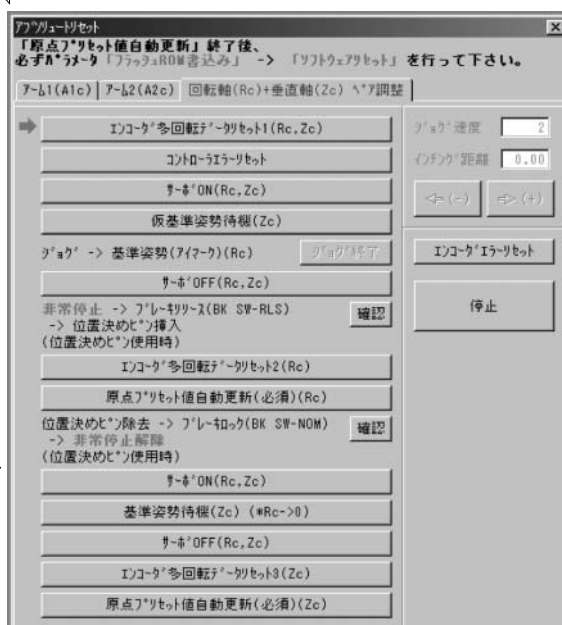 アブソリュートリセット
「原点プリセット値自動更新」終了後、
必ずパラメータ「フラッシュROM書込み」 -> 「ソフトウェアリセット」 を行って下さい。
アーム1(A1c) アーム2(A2c) 回転軸(Rc)+垂直軸(Zc) ペア調整
エンコーダ多回転データリセット1(Rc,Zc)
コントローラエラーリセット
サーボON(Rc,Zc)
仮基準姿勢待機(Zc)
ジョグ -> 基準姿勢(アイマーク)(Rc) ジョグ終了
サーボOFF(Rc,Zc)
非常停止 -> ブレーキリリース(BK SW-RLS)
-> 位置決めピン挿入
(位置決めピン使用時)
確認
エンコーダ多回転データリセット2(Rc)
原点プリセット値自動更新(必須)(Rc)
位置決めピン除去 -> ブレーキロック(BK SW-NOM)
-> 非常停止解除
(位置決めピン使用時)
確認
サーボON(Rc,Zc)
基準姿勢待機(Zc) (*Rc->0)
サーボOFF(Rc,Zc)
エンコーダ多回転データリセット3(Zc)
原点プリセット値自動更新(必須)(Zc)
ジョグ速度 2
インチング距離 0.00
(-) (+)
エンコーダエラーリセット
停止